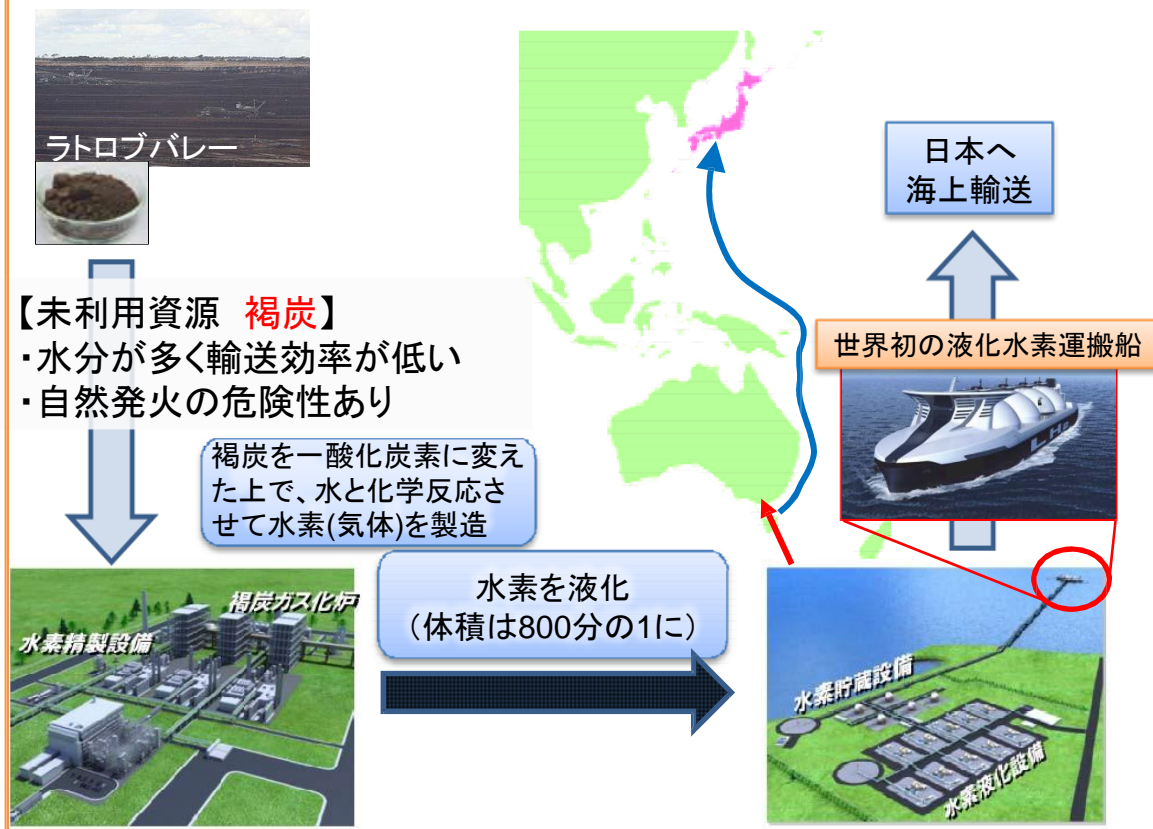 ラトロブバレー
【未利用資源　褐炭】
・水分が多く輸送効率が低い
・自然発火の危険性あり
褐炭を一酸化炭素に変え
た上で、水と化学反応さ
せて水素(気体)を製造
褐炭ガス化炉
水素精製設備
水素を液化
（体積は800分の1に）
日本へ
海上輸送
世界初の液化水素運搬船
LH2
水素貯蔵設備
水素液化設備